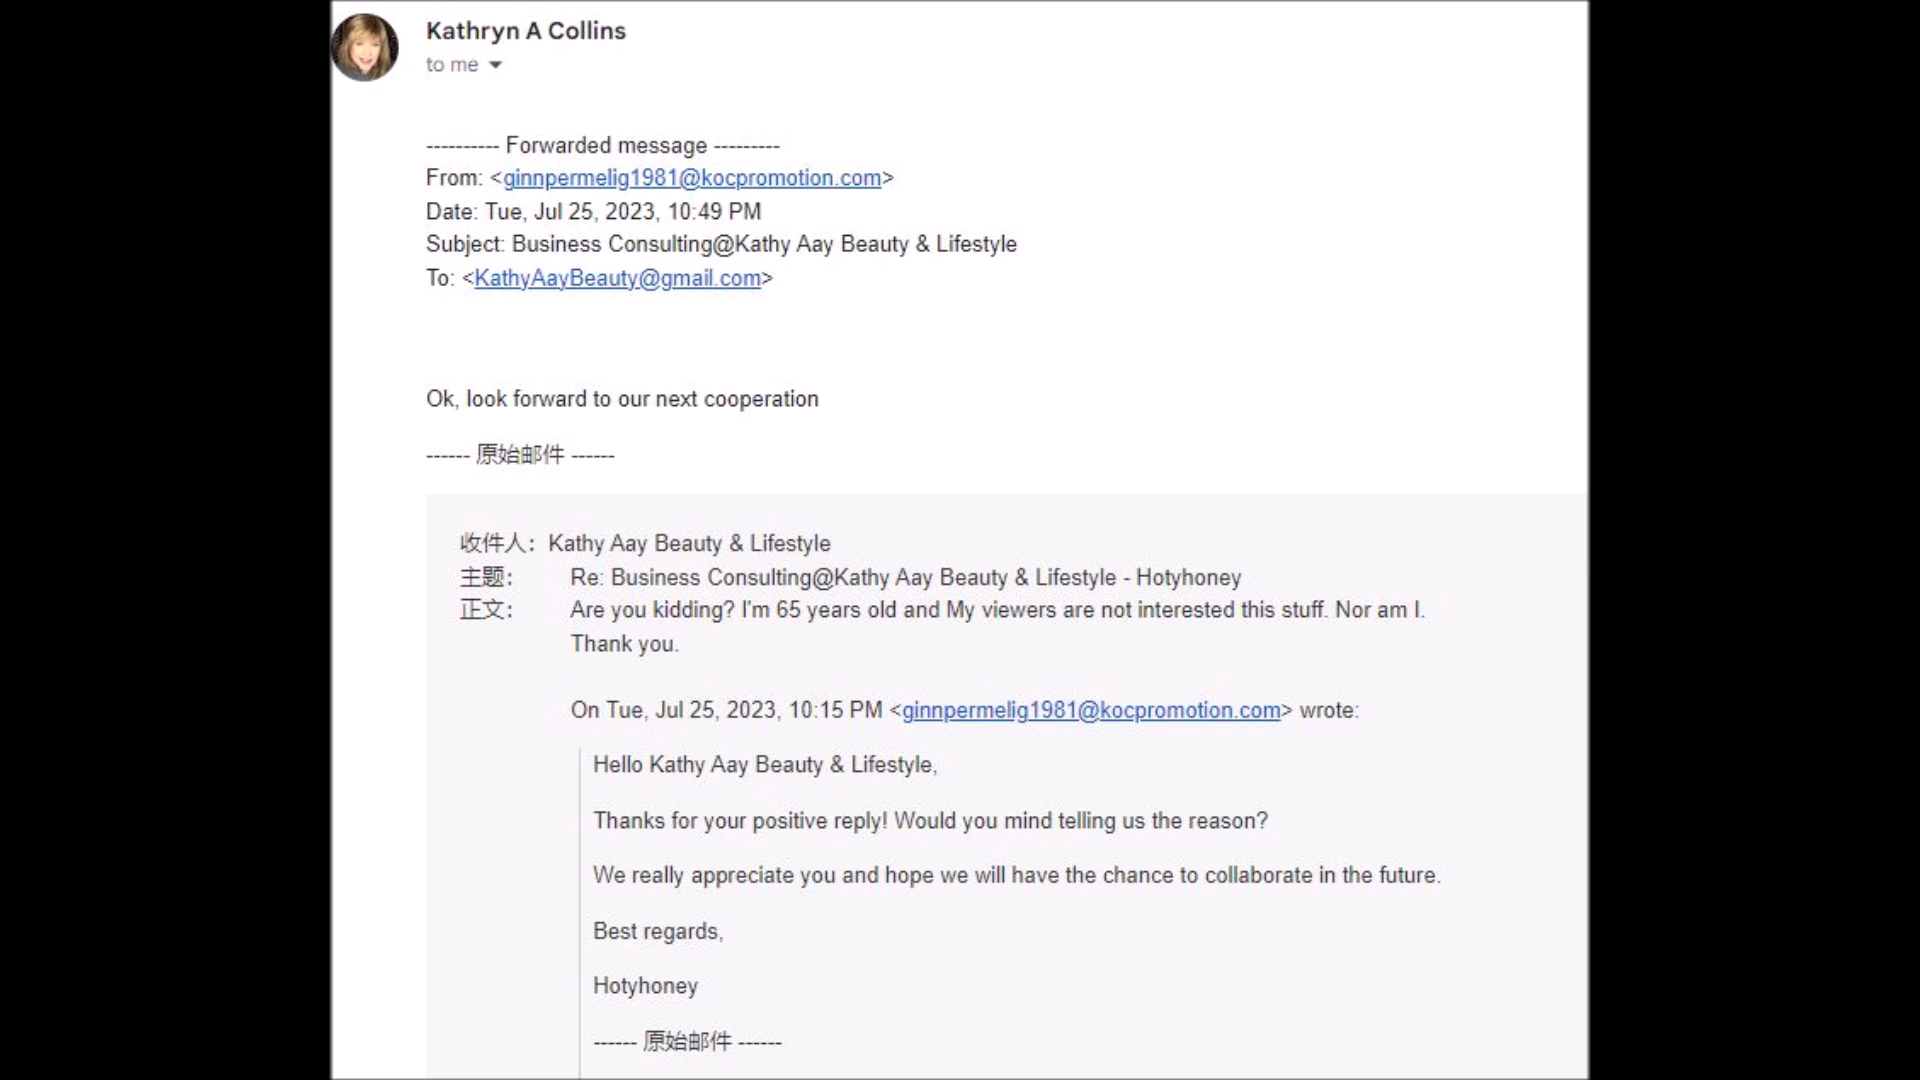 Kathryn A Collins
to me
---------- Forwarded message ---------
From: <ginnpermelig1981@kocpromotion.com>
Date: Tue, Jul 25, 2023, 10:49 PM
Subject: Business Consulting@Kathy Aay Beauty & Lifestyle
To: <KathyAayBeauty@gmail.com>
Ok, look forward to our next cooperation
------ 原始邮件 ------
收件人: Kathy Aay Beauty & Lifestyle
主题: Re: Business Consulting@Kathy Aay Beauty & Lifestyle - Hotyhoney
正文: Are you kidding? I'm 65 years old and My viewers are not interested this stuff. Nor am I.
Thank you.
On Tue, Jul 25, 2023, 10:15 PM <ginnpermelig1981@kocpromotion.com> wrote:
Hello Kathy Aay Beauty & Lifestyle,
Thanks for your positive reply! Would you mind telling us the reason?
We really appreciate you and hope we will have the chance to collaborate in the future.
Best regards,
Hotyhoney
------ 原始邮件 ------